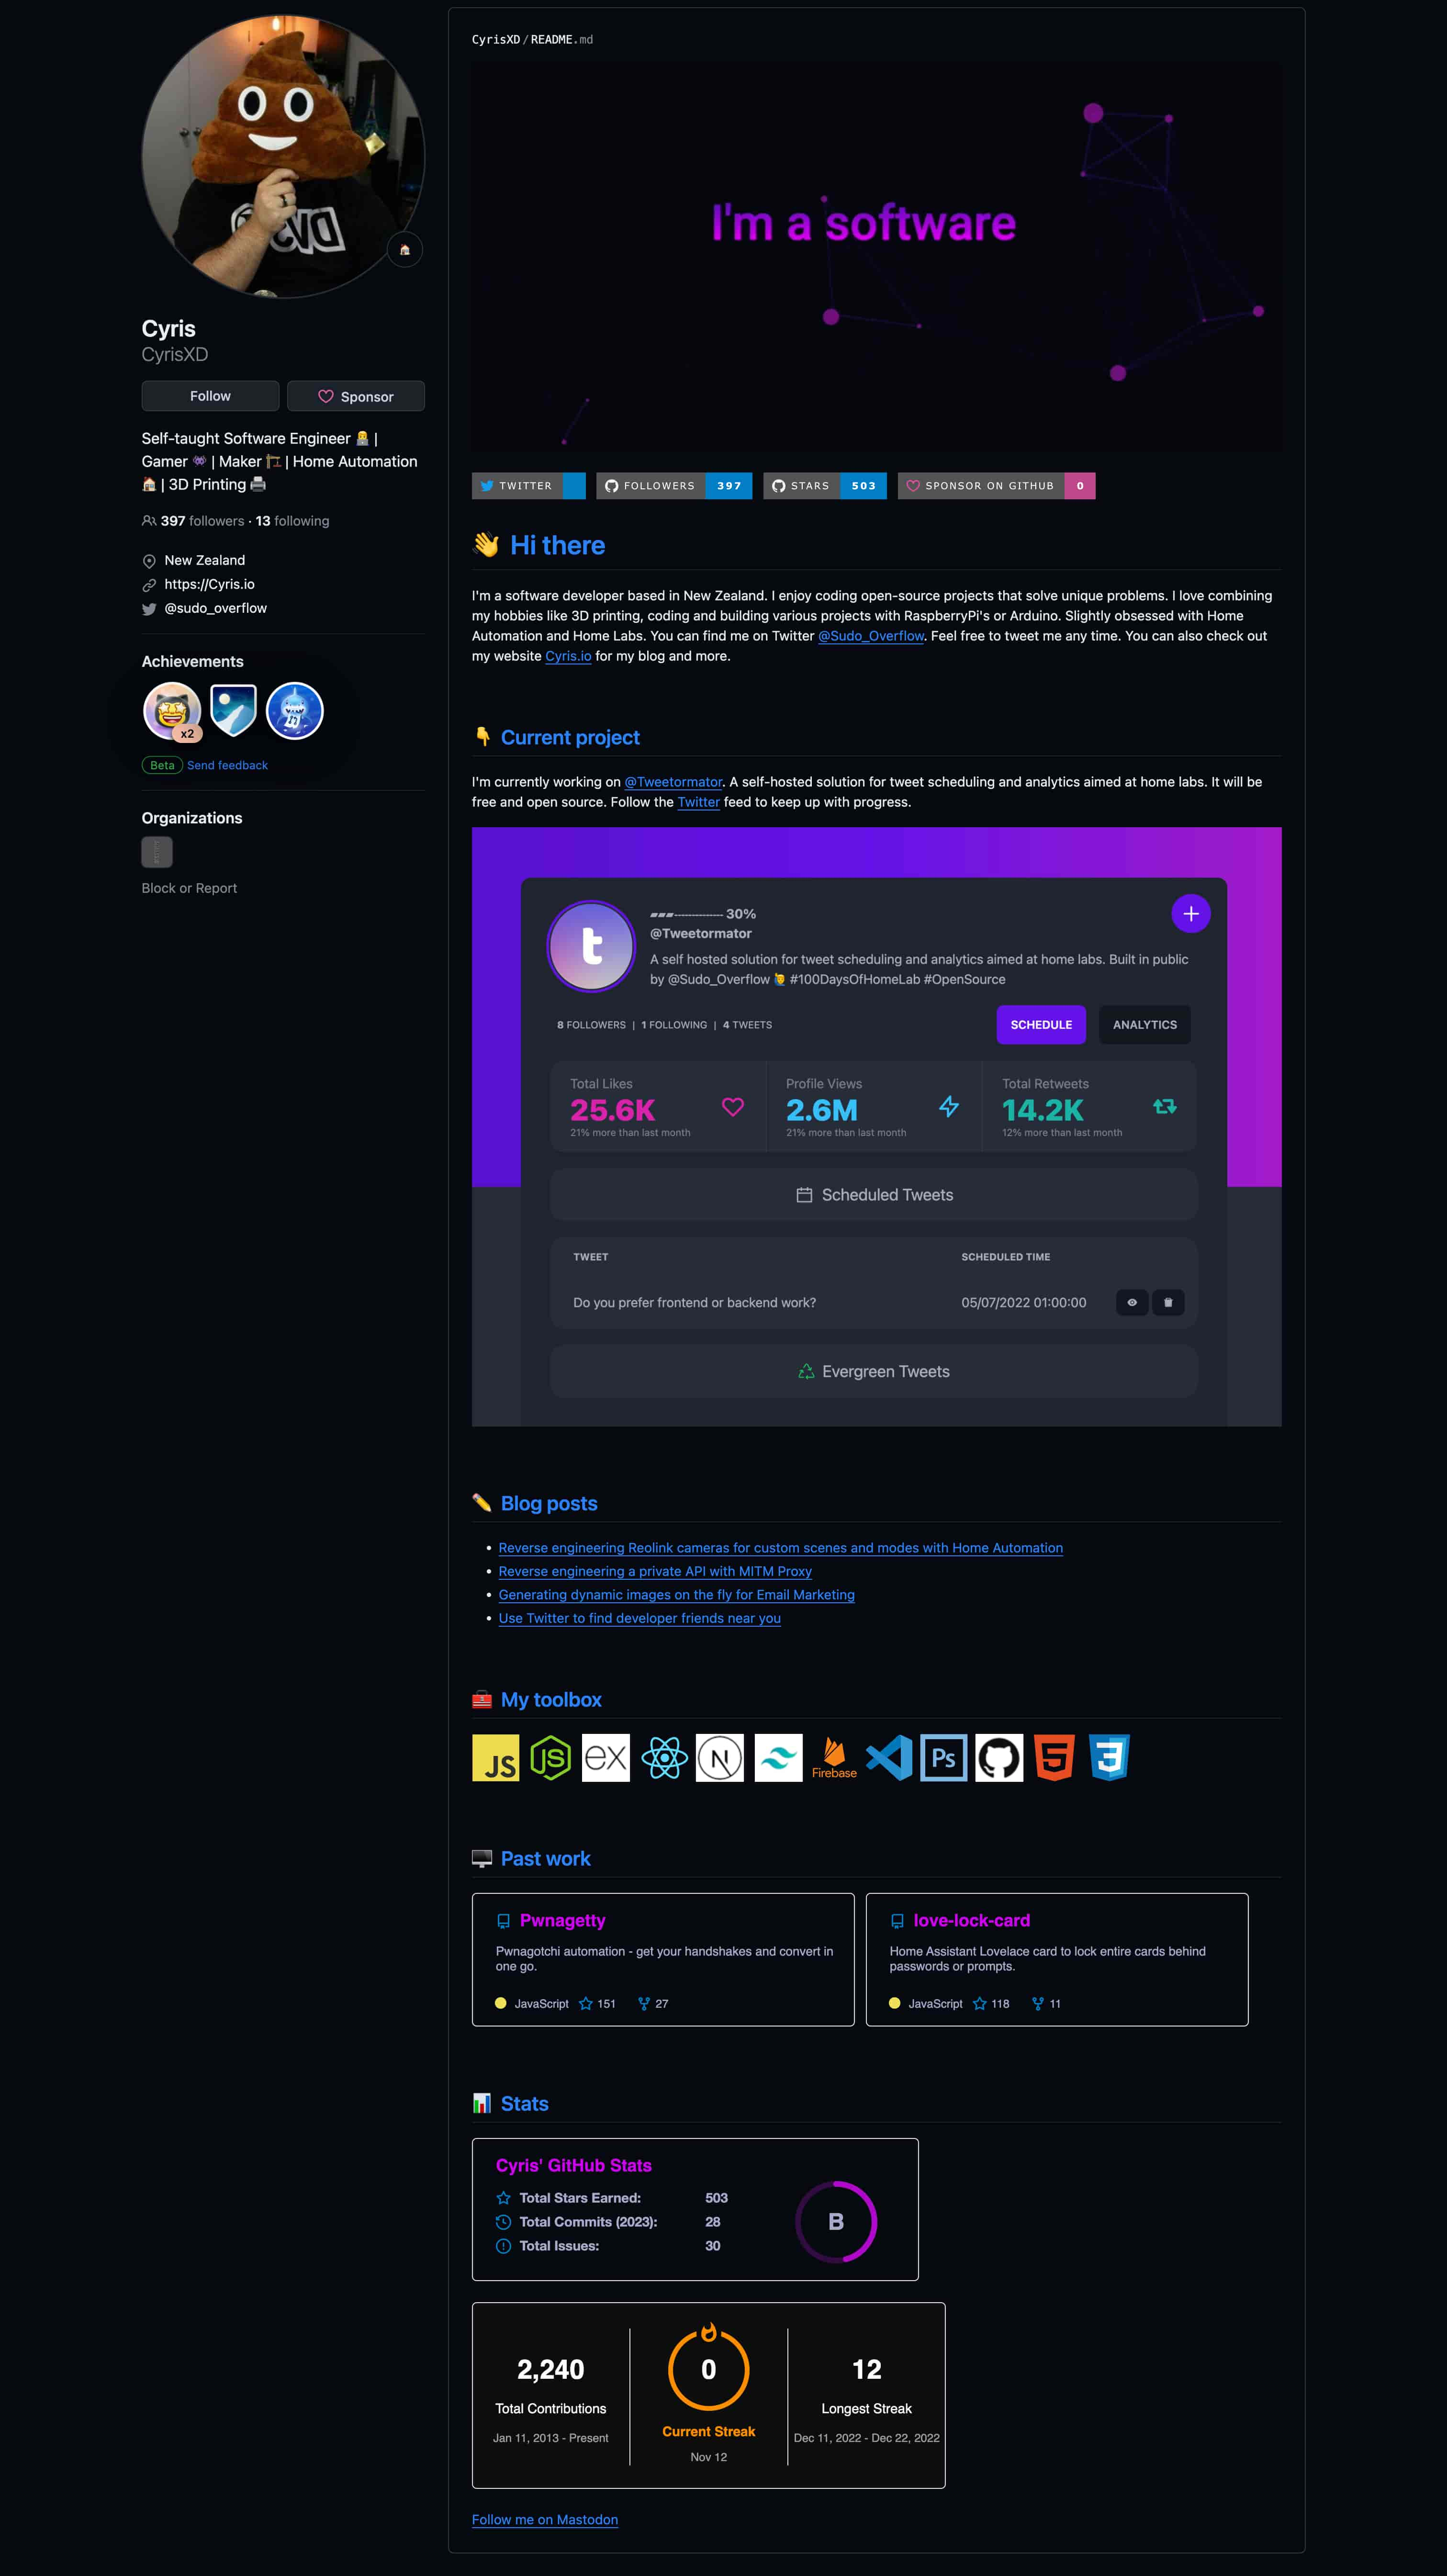 Cyris
CyrisXD
Follow
Sponsor
Self-taught Software Engineer 👨‍💻 |
Gamer 👾 | Maker 🏗️ | Home Automation
🏠 | 3D Printing 🖨️
397 followers · 13 following
New Zealand
https://Cyris.io
@sudo_overflow
Achievements
x2
Beta Send feedback
Organizations
Block or Report
CyrisXD/README.md
I'm a software
TWITTER
FOLLOWERS 397
STARS 503
SPONSOR ON GITHUB 0
👋 Hi there
I'm a software developer based in New Zealand. I enjoy coding open-source projects that solve unique problems. I love combining
my hobbies like 3D printing, coding and building various projects with RaspberryPi's or Arduino. Slightly obsessed with Home
Automation and Home Labs. You can find me on Twitter @Sudo_Overflow. Feel free to tweet me any time. You can also check out
my website Cyris.io for my blog and more.
👇 Current project
I'm currently working on @Tweetormator. A self-hosted solution for tweet scheduling and analytics aimed at home labs. It will be
free and open source. Follow the Twitter feed to keep up with progress.
t
30%
@Tweetormator
A self hosted solution for tweet scheduling and analytics aimed at home labs. Built in public
by @Sudo_Overflow 🙋‍♂️ #100DaysOfHomeLab #OpenSource
8 FOLLOWERS | 1 FOLLOWING | 4 TWEETS
SCHEDULE
ANALYTICS
Total Likes
25.6K
21% more than last month
Profile Views
2.6M
21% more than last month
Total Retweets
14.2K
12% more than last month
Scheduled Tweets
TWEET
SCHEDULED TIME
Do you prefer frontend or backend work?
05/07/2022 01:00:00
Evergreen Tweets
✏️ Blog posts
• Reverse engineering Reolink cameras for custom scenes and modes with Home Automation
• Reverse engineering a private API with MITM Proxy
• Generating dynamic images on the fly for Email Marketing
• Use Twitter to find developer friends near you
🧰 My toolbox
JS
JS
ex
N
Firebase
Ps
5
3
🖥️ Past work
Pwnagetty
Pwnagotchi automation - get your handshakes and convert in
one go.
JavaScript 151 27
love-lock-card
Home Assistant Lovelace card to lock entire cards behind
passwords or prompts.
JavaScript 118 11
📊 Stats
Cyris' GitHub Stats
Total Stars Earned: 503
Total Commits (2023): 28
Total Issues: 30
B
2,240
Total Contributions
Jan 11, 2013 - Present
0
Current Streak
Nov 12
12
Longest Streak
Dec 11, 2022 - Dec 22, 2022
Follow me on Mastodon